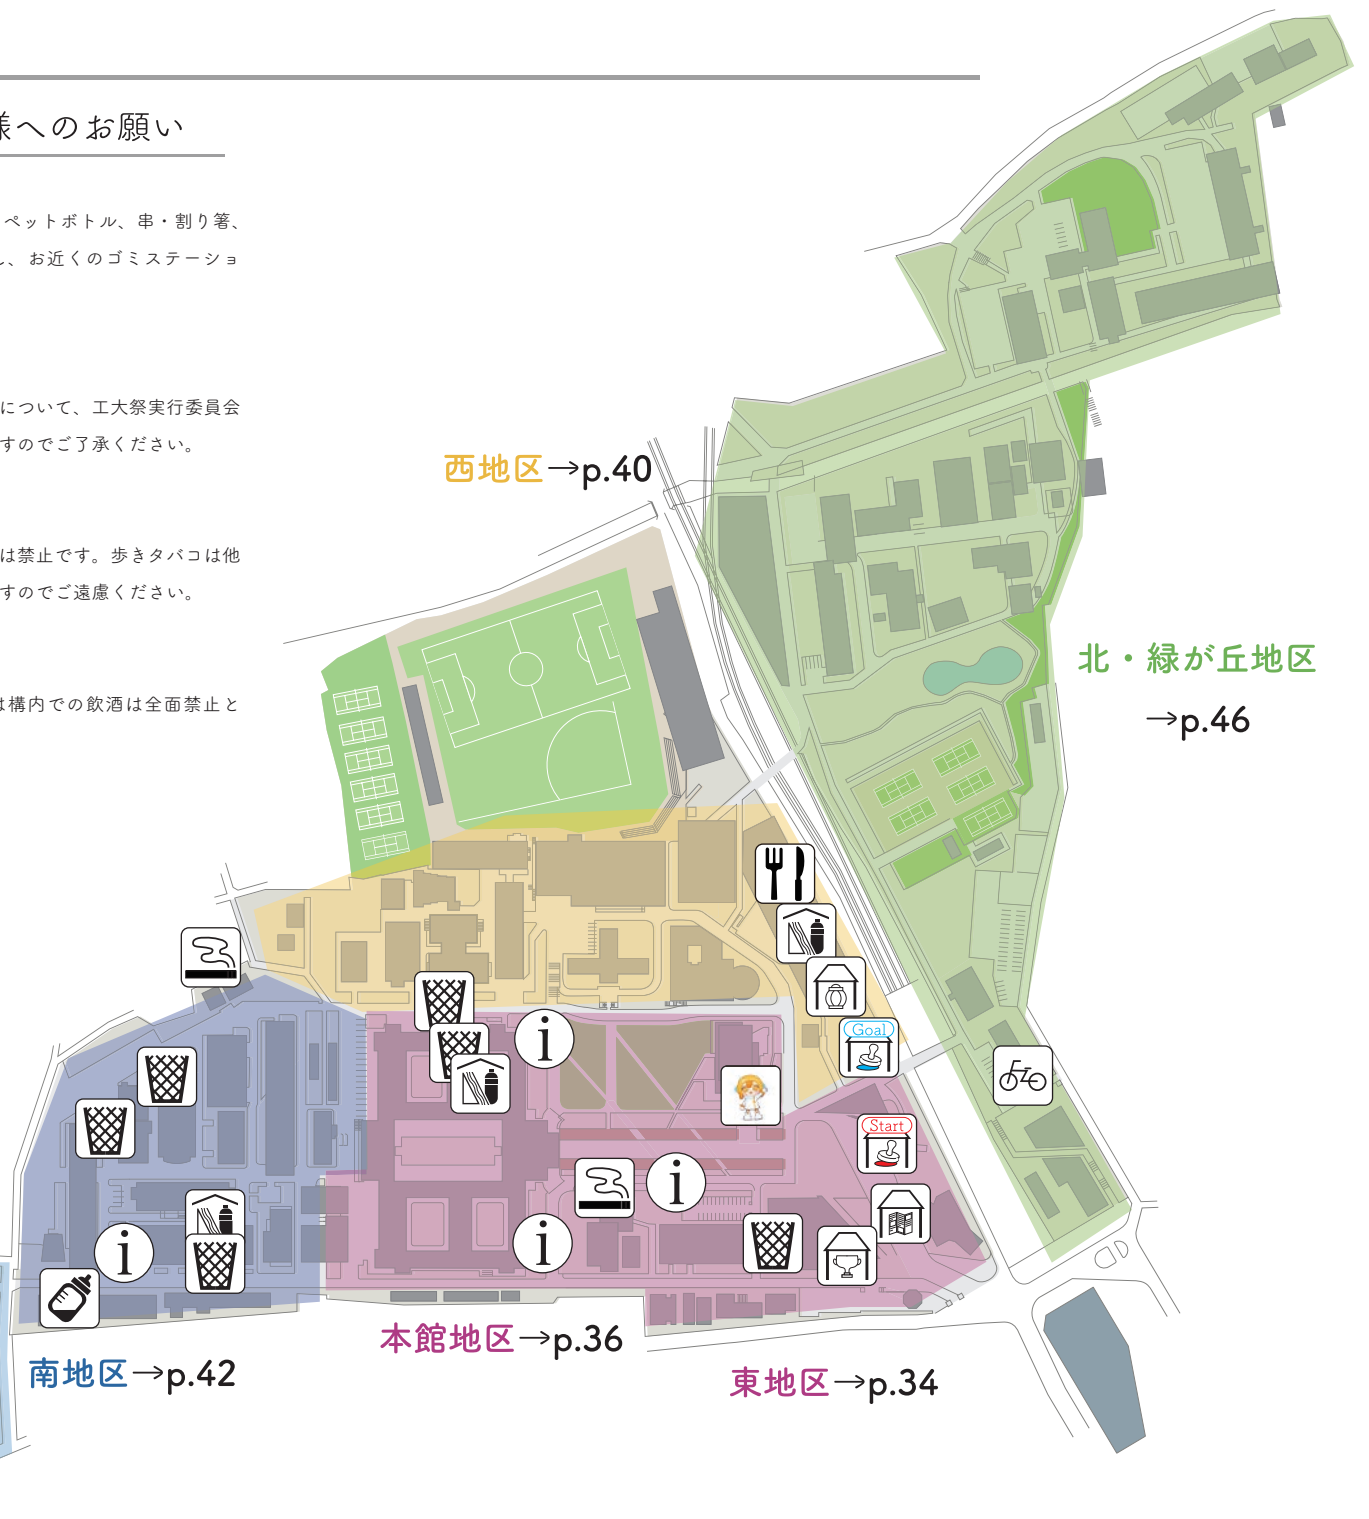 様へのお願い
ペットボトル、串・割り箸、
し、お近くのゴミステーショ
について、工大祭実行委員会
すのでご了承ください。
は禁止です。歩きタバコは他
すのでご遠慮ください。
は構内での飲酒は全面禁止と
西地区→p.40
北・緑が丘地区
→p.46
Goal
i
Start
i
i
i
本館地区→p.36
南地区→p.42
東地区→p.34